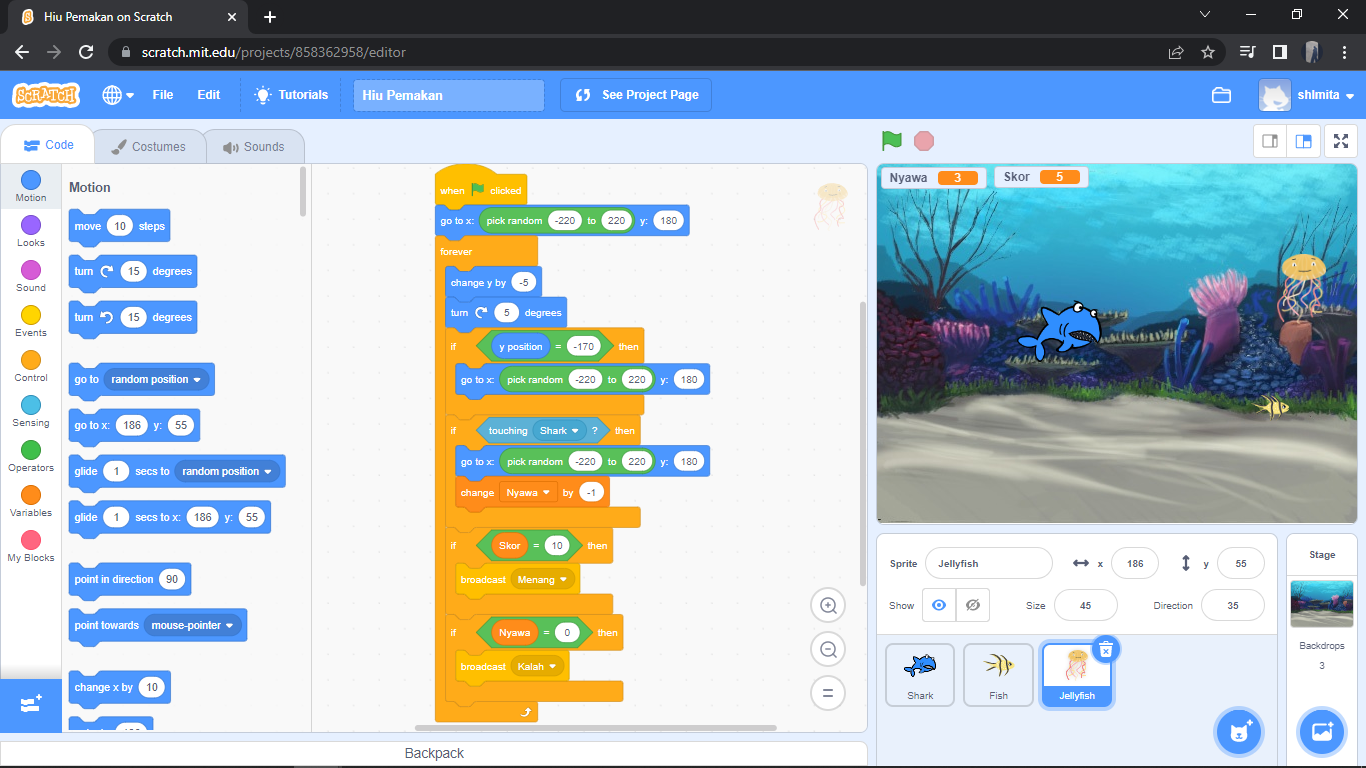 Hiu Pemakan on Scratch
scratch.mit.edu/projects/858362958/editor
SCRATCH File Edit Tutorials Hiu Pemakan See Project Page shlmita
Code Costumes Sounds
Motion
Looks
Sound
Events
Control
Sensing
Operators
Variables
My Blocks
Motion
move 10 steps
turn 15 degrees
turn 15 degrees
go to random position
go to x: 186 y: 55
glide 1 secs to random position
glide 1 secs to x: 186 y: 55
point in direction 90
point towards mouse-pointer
change x by 10
when clicked
go to x: pick random -220 to 220 y: 180
forever
change y by -5
turn 5 degrees
if y position = -170 then
go to x: pick random -220 to 220 y: 180
if touching Shark ? then
go to x: pick random -220 to 220 y: 180
change Nyawa by -1
if Skor = 10 then
broadcast Menang
if Nyawa = 0 then
broadcast Kalah
Backpack
Nyawa 3 Skor 5
Sprite Jellyfish x 186 y 55
Show Size 45 Direction 35
Shark Fish Jellyfish
Stage
Backdrops
3